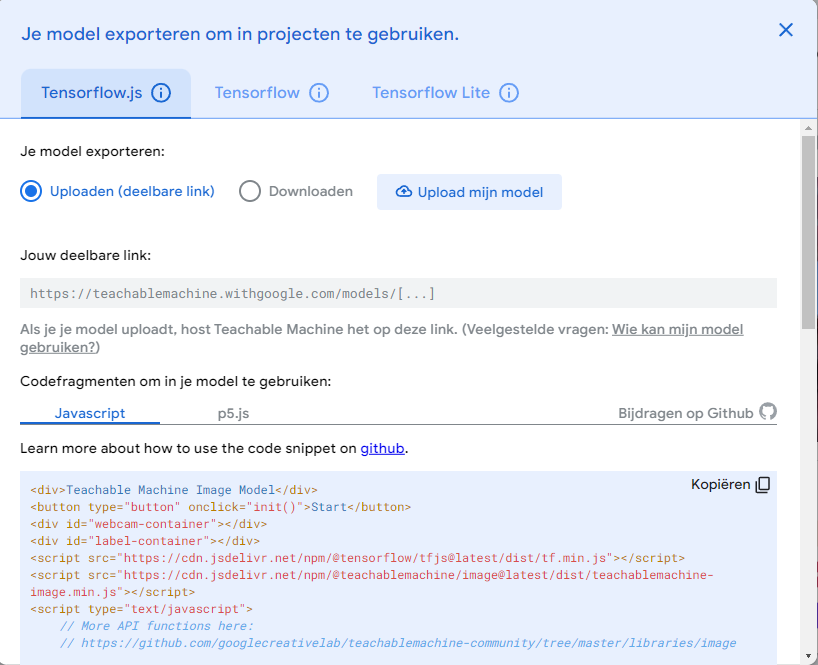 Je model exporteren om in projecten te gebruiken.
Tensorflow.js
Tensorflow
Tensorflow Lite
Je model exporteren:
Uploaden (deelbare link)
Downloaden
Upload mijn model
Jouw deelbare link:
https://teachablemachine.withgoogle.com/models/[...]
Als je je model uploadt, host Teachable Machine het op deze link. (Veelgestelde vragen: Wie kan mijn model
gebruiken?)
Codefragmenten om in je model te gebruiken:
Javascript
p5.js
Bijdragen op Github
Learn more about how to use the code snippet on github.
Kopiëren
<div>Teachable Machine Image Model</div>
<button type="button" onclick="init()">Start</button>
<div id="webcam-container"></div>
<div id="label-container"></div>
<script src="https://cdn.jsdelivr.net/npm/@tensorflow/tfjs@latest/dist/tf.min.js"></script>
<script src="https://cdn.jsdelivr.net/npm/@teachablemachine/image@latest/dist/teachablemachine-
image.min.js"></script>
<script type="text/javascript">
// More API functions here:
// https://github.com/googlecreativelab/teachablemachine-community/tree/master/libraries/image